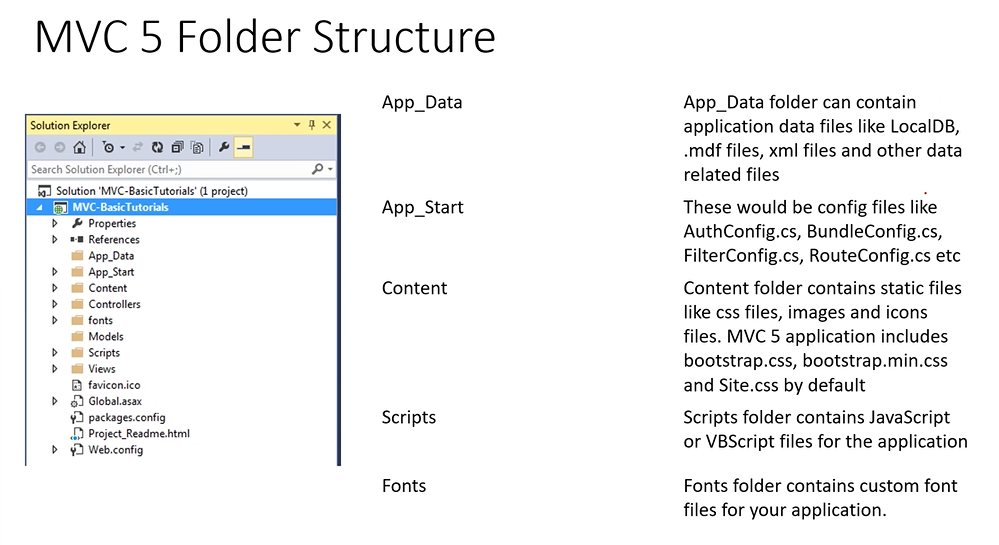 MVC 5 Folder Structure
Solution Explorer
Search Solution Explorer (Ctrl+;)
Solution 'MVC-BasicTutorials' (1 project)
MVC-BasicTutorials
Properties
References
App_Data
App_Start
Content
Controllers
fonts
Models
Scripts
Views
favicon.ico
Global.asax
packages.config
Project_Readme.html
Web.config
App_Data
App_Data folder can contain
application data files like LocalDB,
.mdf files, xml files and other data
related files
App_Start
These would be config files like
AuthConfig.cs, BundleConfig.cs,
FilterConfig.cs, RouteConfig.cs etc
Content
Content folder contains static files
like css files, images and icons
files. MVC 5 application includes
bootstrap.css, bootstrap.min.css
and Site.css by default
Scripts
Scripts folder contains JavaScript
or VBScript files for the application
Fonts
Fonts folder contains custom font
files for your application.